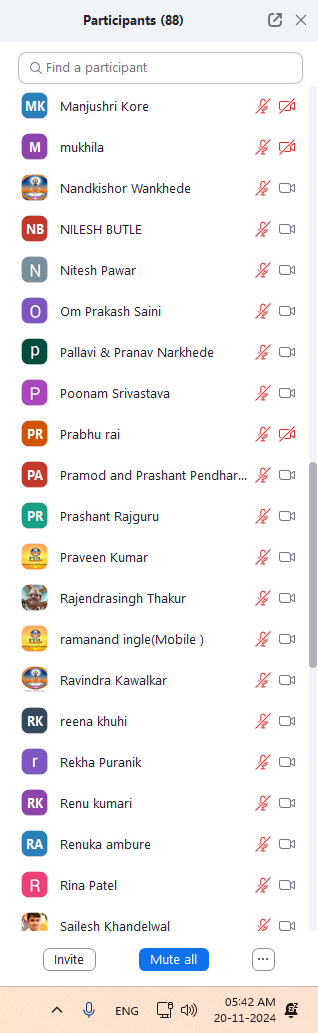 Participants (88)
Find a participant
MK Manjushri Kore
M mukhila
Nandkishor Wankhede
NB NILESH BUTLE
N Nitesh Pawar
O Om Prakash Saini
p Pallavi & Pranav Narkhede
P Poonam Srivastava
PR Prabhu rai
PA Pramod and Prashant Pendhar...
PR Prashant Rajguru
Praveen Kumar
Rajendrasingh Thakur
ramanand ingle(Mobile )
Ravindra Kawalkar
RK reena khuhi
r Rekha Puranik
RK Renu kumari
RA Renuka ambure
R Rina Patel
Sailesh Khandelwal
Invite Mute all ...
ENG 05:42 AM
20-11-2024